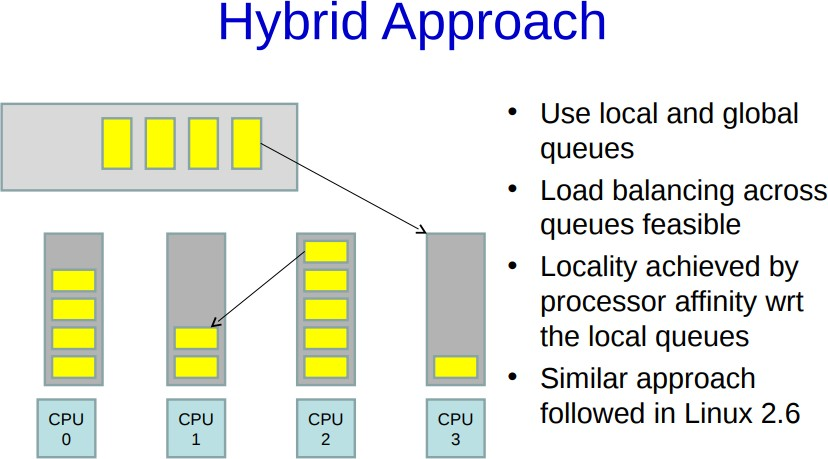 Hybrid Approach
• Use local and global
queues
• Load balancing across
queues feasible
• Locality achieved by
processor affinity wrt
the local queues
• Similar approach
followed in Linux 2.6
CPU
0
CPU
1
CPU
2
CPU
3